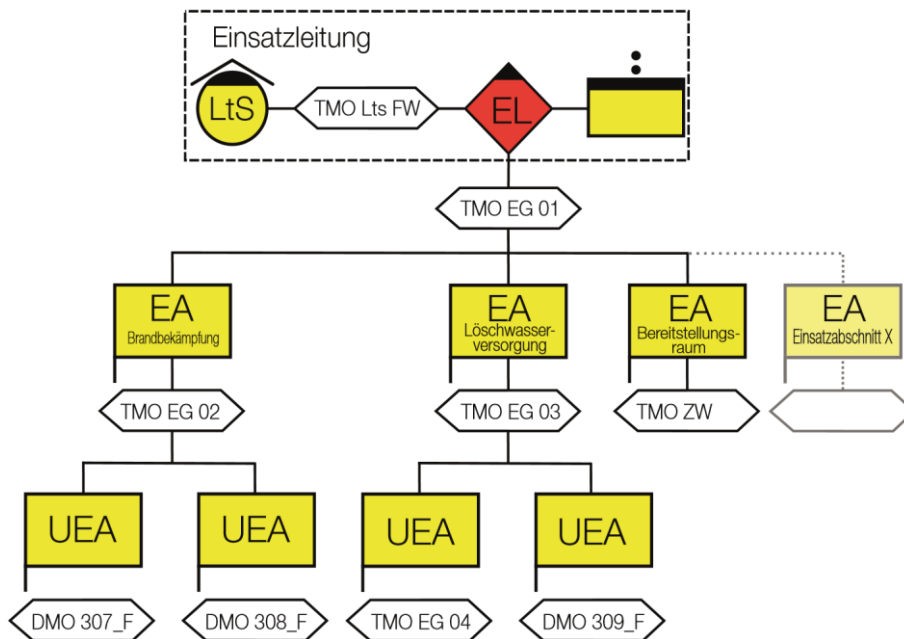 Einsatzleitung
LtS
TMO Lts FW
EL
TMO EG 01
EA
Brandbekämpfung
EA
Löschwasser-
versorgung
EA
Bereitstellungs-
raum
EA
Einsatzabschnitt X
TMO EG 02
TMO EG 03
TMO ZW
UEA
UEA
UEA
UEA
DMO 307_F
DMO 308_F
TMO EG 04
DMO 309_F